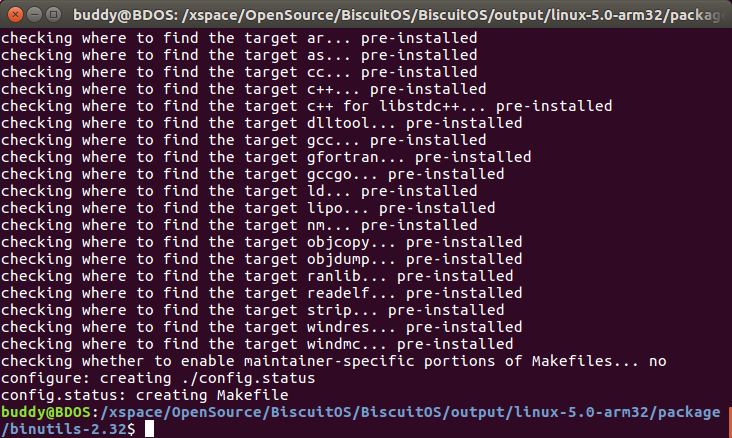 buddy@BDOS: /xspace/OpenSource/BiscuitOS/BiscuitOS/output/linux-5.0-arm32/package
checking where to find the target ar... pre-installed
checking where to find the target as... pre-installed
checking where to find the target cc... pre-installed
checking where to find the target c++... pre-installed
checking where to find the target c++ for libstdc++... pre-installed
checking where to find the target dlltool... pre-installed
checking where to find the target gcc... pre-installed
checking where to find the target gfortran... pre-installed
checking where to find the target gccgo... pre-installed
checking where to find the target ld... pre-installed
checking where to find the target lipo... pre-installed
checking where to find the target nm... pre-installed
checking where to find the target objcopy... pre-installed
checking where to find the target objdump... pre-installed
checking where to find the target ranlib... pre-installed
checking where to find the target readelf... pre-installed
checking where to find the target strip... pre-installed
checking where to find the target windres... pre-installed
checking where to find the target windmc... pre-installed
checking whether to enable maintainer-specific portions of Makefiles... no
configure: creating ./config.status
config.status: creating Makefile
buddy@BDOS:/xspace/OpenSource/BiscuitOS/BiscuitOS/output/linux-5.0-arm32/package
/binutils-2.32$